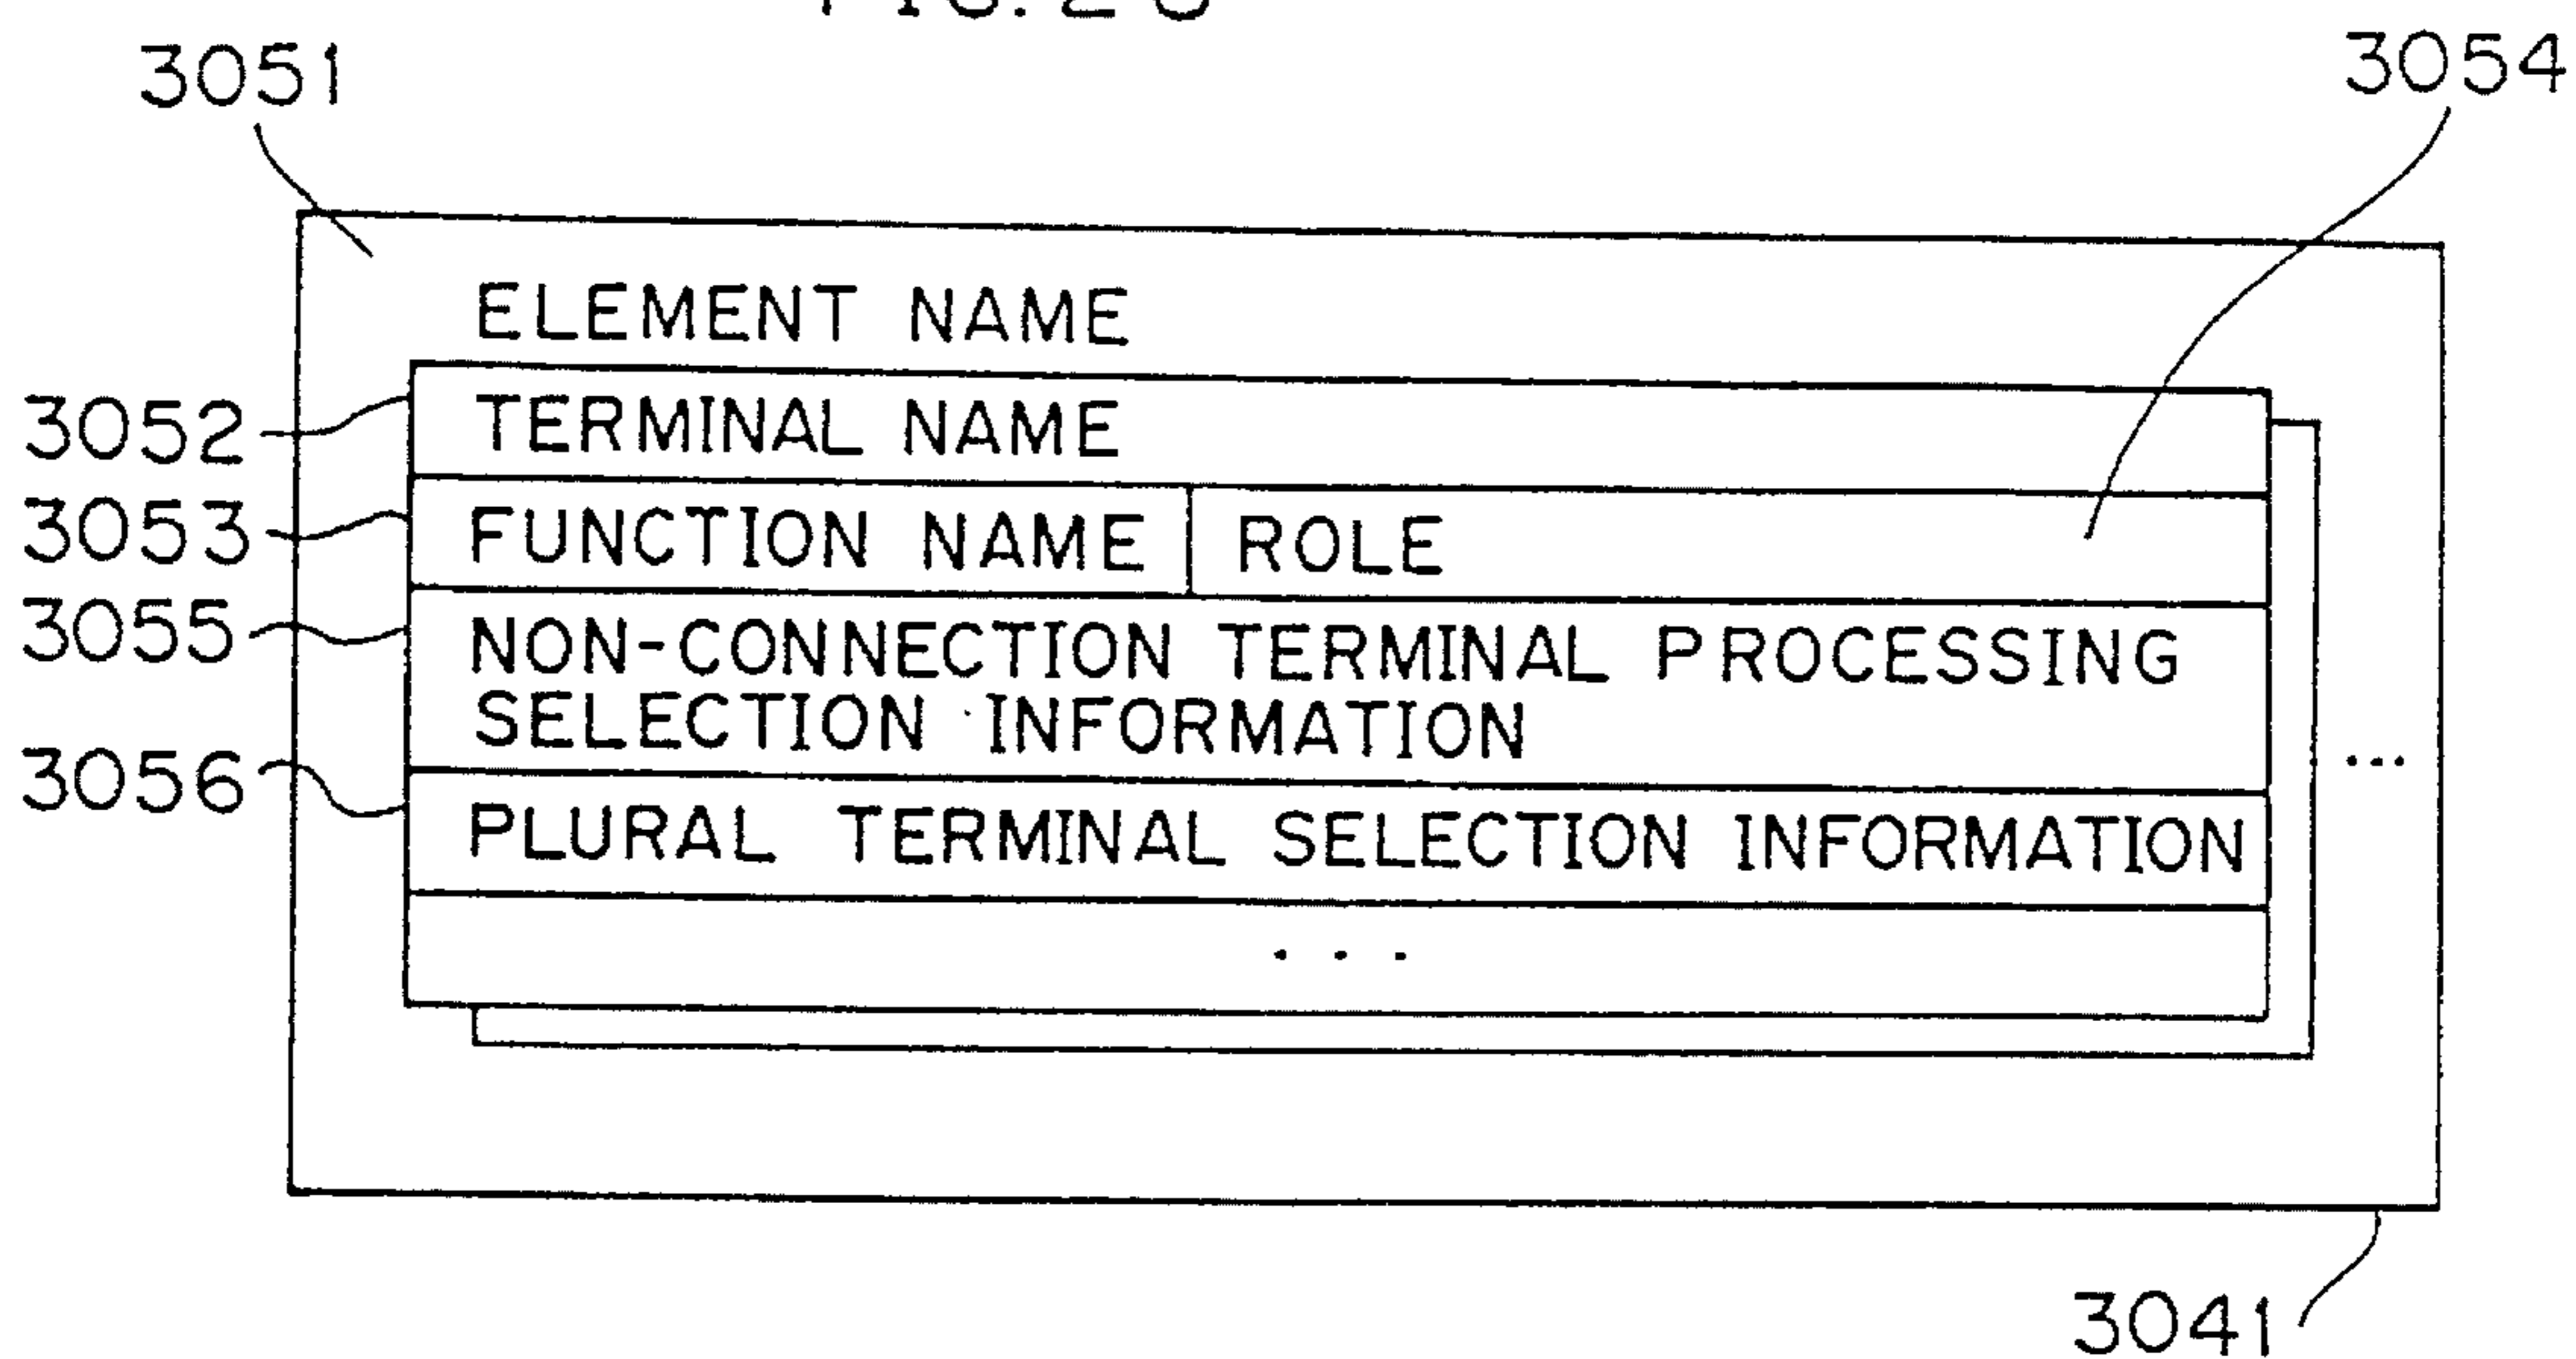 FIG.
3051
3054
ELEMENT NAME
3052
TERMINAL NAME
3053
FUNCTION NAME
ROLE
3055
NON-CONNECTION TERMINAL PROCESSING
SELECTION INFORMATION
...
3056
PLURAL TERMINAL SELECTION INFORMATION
...
3041